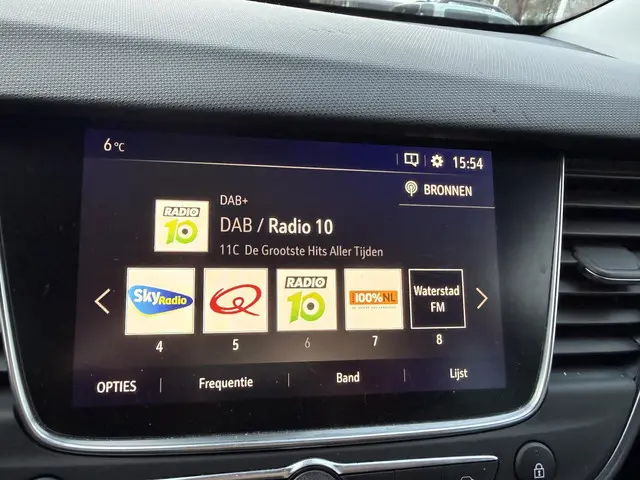 6 °C
15:54
BRONNEN
DAB+
RADIO 10
DAB / Radio 10
11C De Grootste Hits Aller Tijden
Sky Radio
Q
RADIO 10
100% NL
Waterstad FM
4
5
6
7
8
OPTIES
Frequentie
Band
Lijst